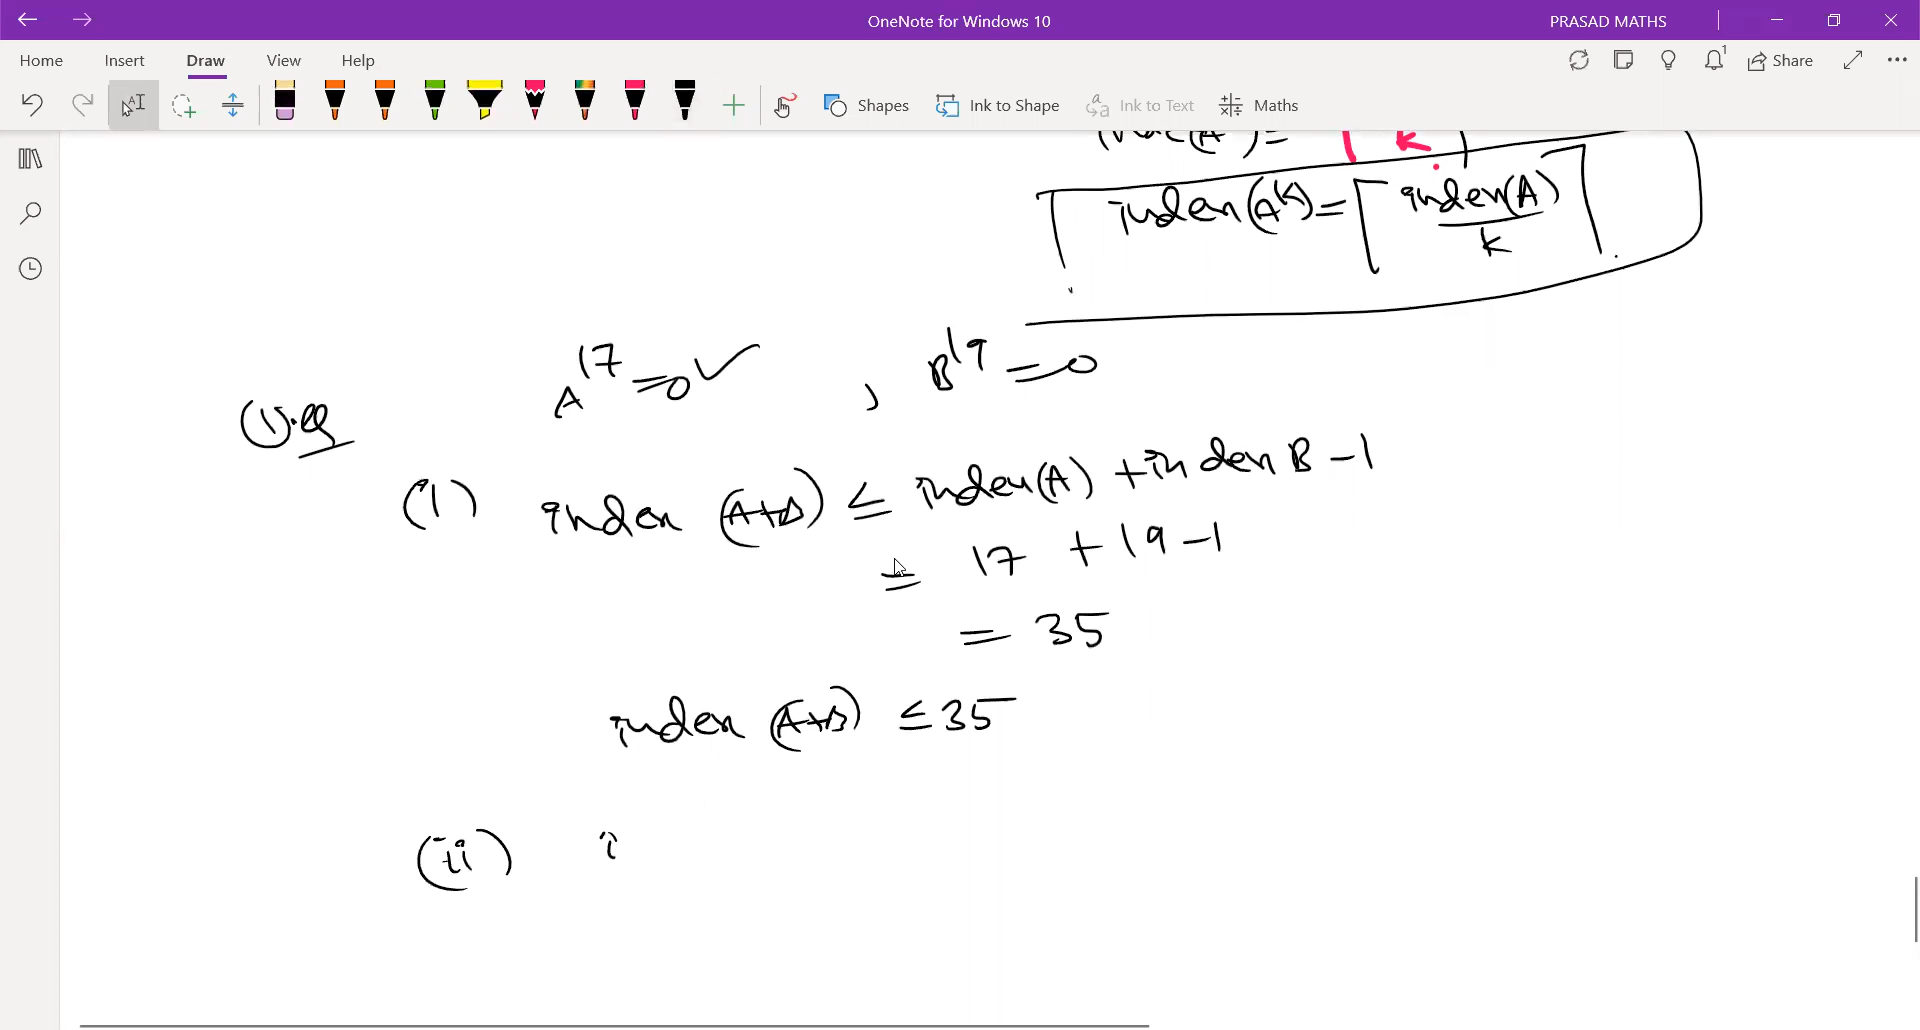 OneNote for Windows 10
PRASAD MATHS
Home Insert Draw View Help
Share
Shapes Ink to Shape Ink to Text Maths
index(A^k) = ⌈index(A)/k⌉
(1).eg A^17 = 0 ✓ , B^19 = 0
(i) index (A+B) ≤ index(A) + index B - 1
= 17 + 19 - 1
= 35
index (A+B) ≤ 35
(ii) i